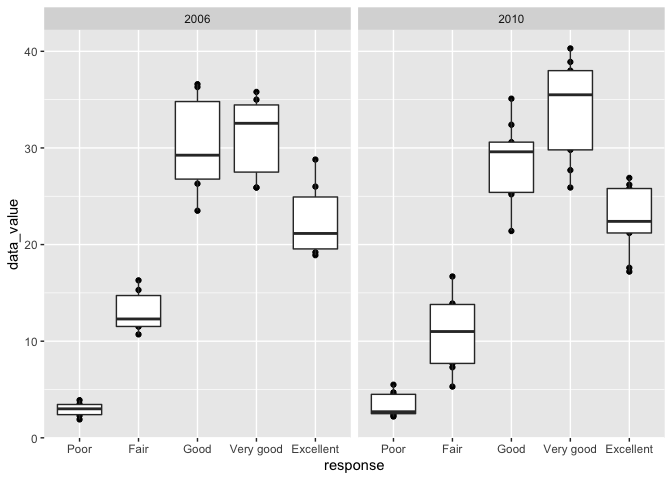 2006 2010
40
30
20
10
0
Poor Fair Good Very good Excellent Poor Fair Good Very good Excellent
response
data_value